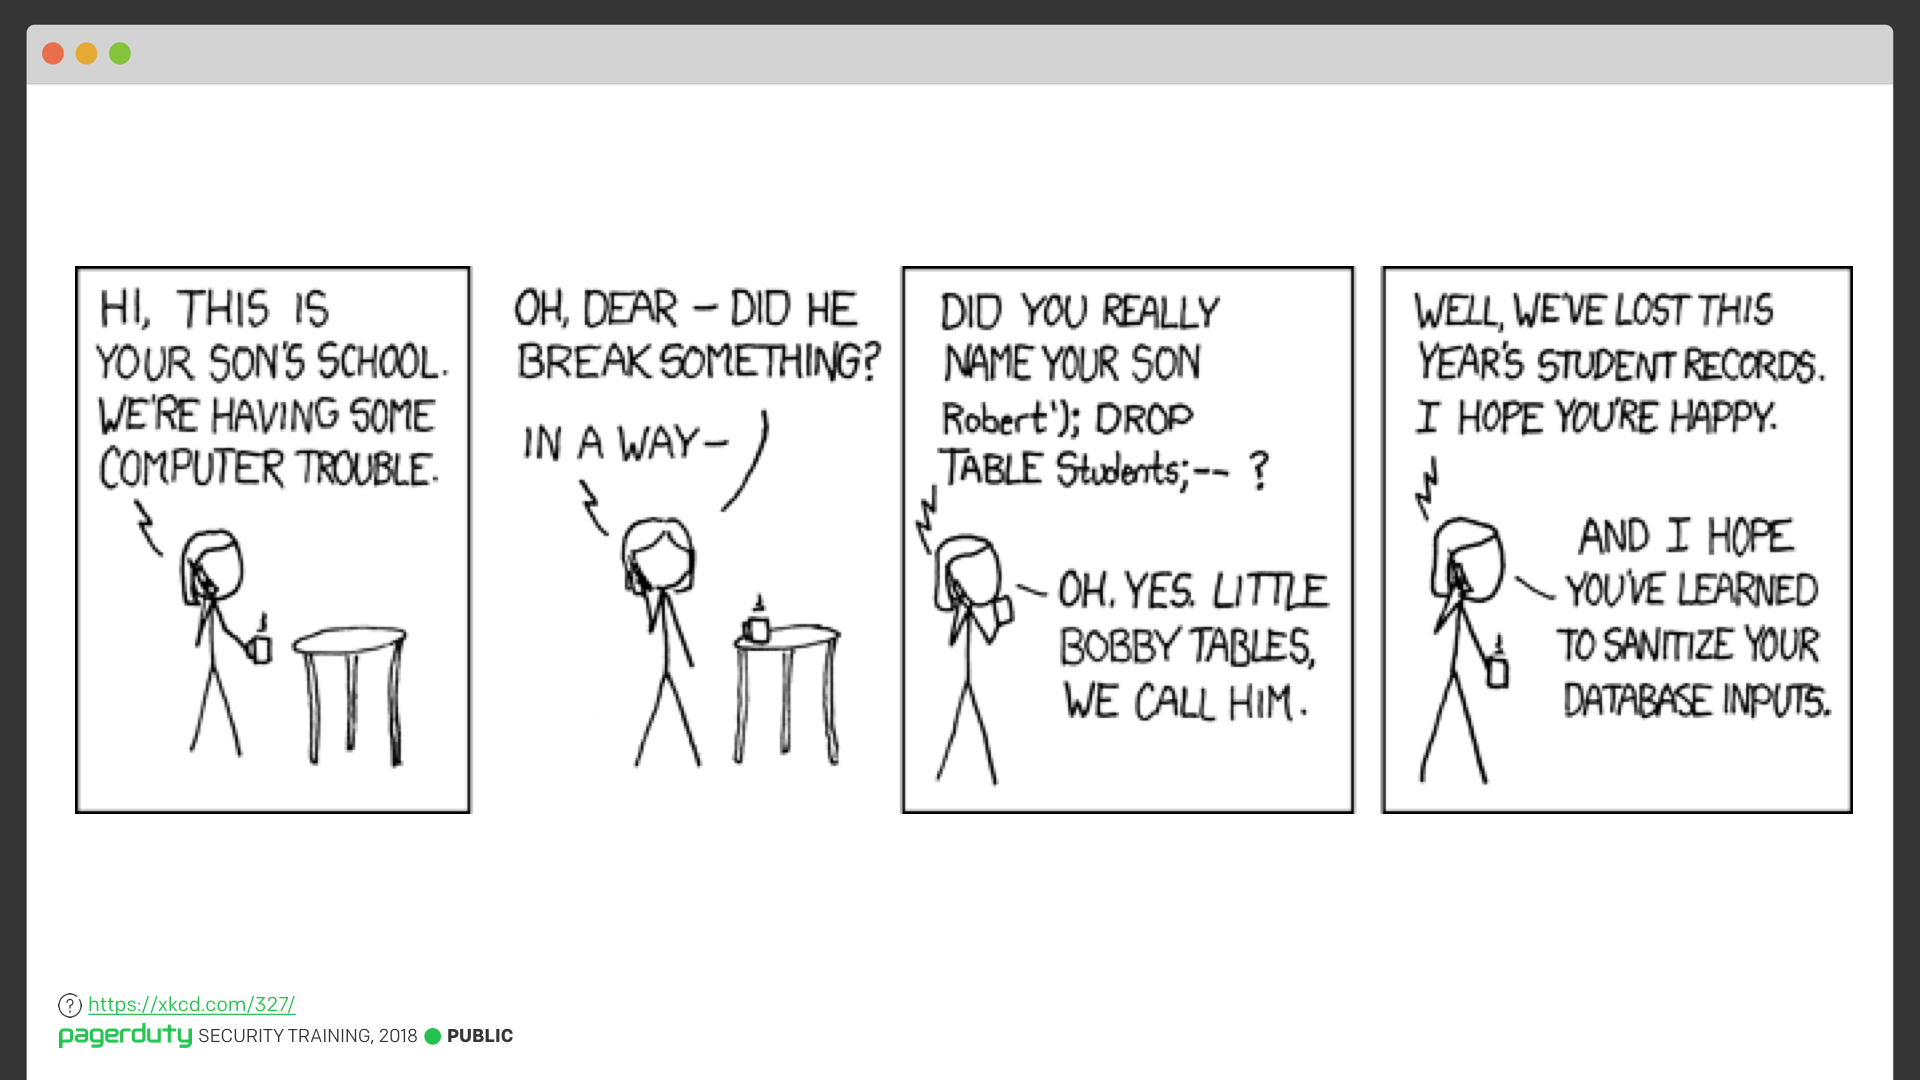 HI, THIS IS
YOUR SON'S SCHOOL.
WE'RE HAVING SOME
COMPUTER TROUBLE.
OH, DEAR – DID HE
BREAK SOMETHING?
IN A WAY–
DID YOU REALLY
NAME YOUR SON
Robert'); DROP
TABLE Students;-- ?
OH. YES. LITTLE
BOBBY TABLES,
WE CALL HIM.
WELL, WE'VE LOST THIS
YEAR'S STUDENT RECORDS.
I HOPE YOU'RE HAPPY.
AND I HOPE
YOU'VE LEARNED
TO SANITIZE YOUR
DATABASE INPUTS.
? https://xkcd.com/327/
pagerduty SECURITY TRAINING, 2018 PUBLIC